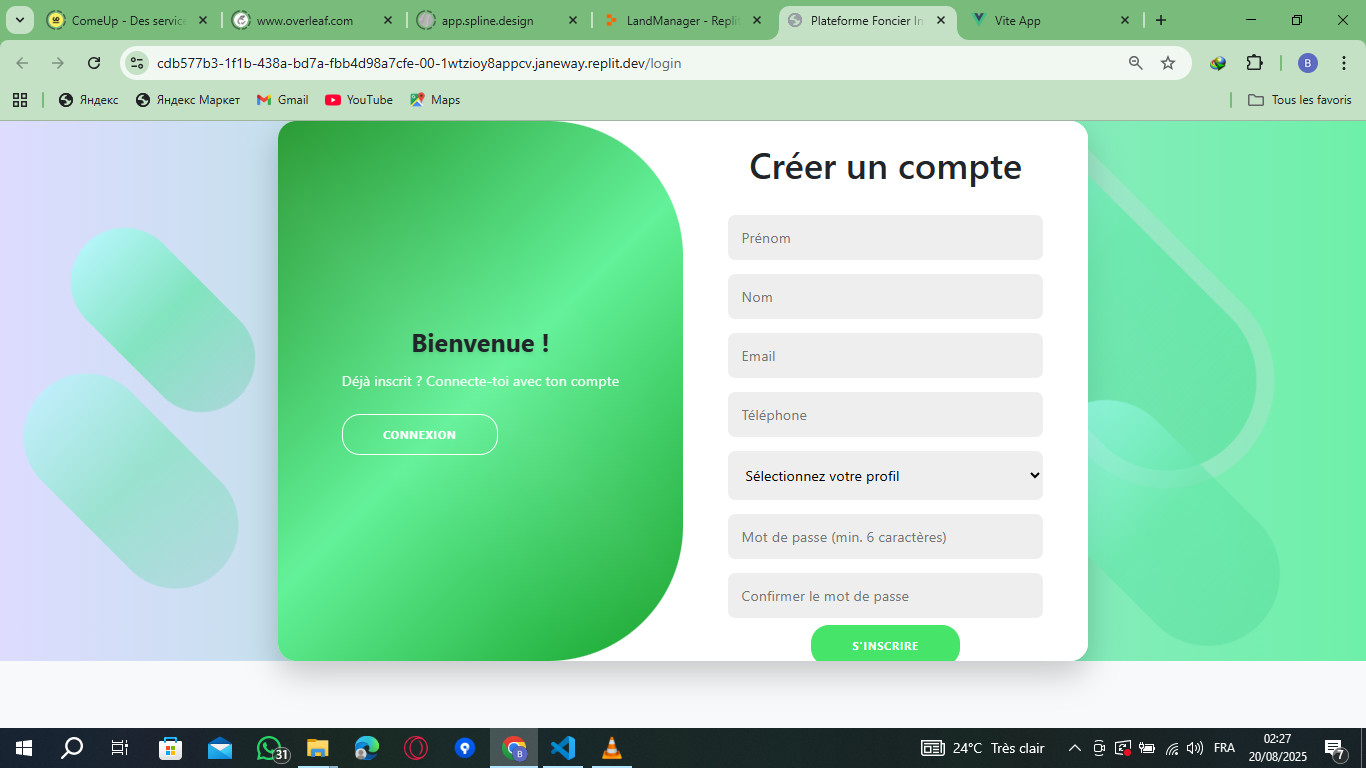 ComeUp - Des service
www.overleaf.com
app.spline.design
LandManager - Replit
Plateforme Foncier In
Vite App
cdb577b3-1f1b-438a-bd7a-fbb4d98a7cfe-00-1wtzioy8appcv.janeway.replit.dev/login
B
Яндекс
Яндекс Маркет
Gmail
YouTube
Maps
Tous les favoris
Créer un compte
Prénom
Nom
Email
Téléphone
Sélectionnez votre profil
Mot de passe (min. 6 caractères)
Confirmer le mot de passe
S'INSCRIRE
Bienvenue !
Déjà inscrit ? Connecte-toi avec ton compte
CONNEXION
31
B
24°C Très clair
FRA
02:27
20/08/2025
7